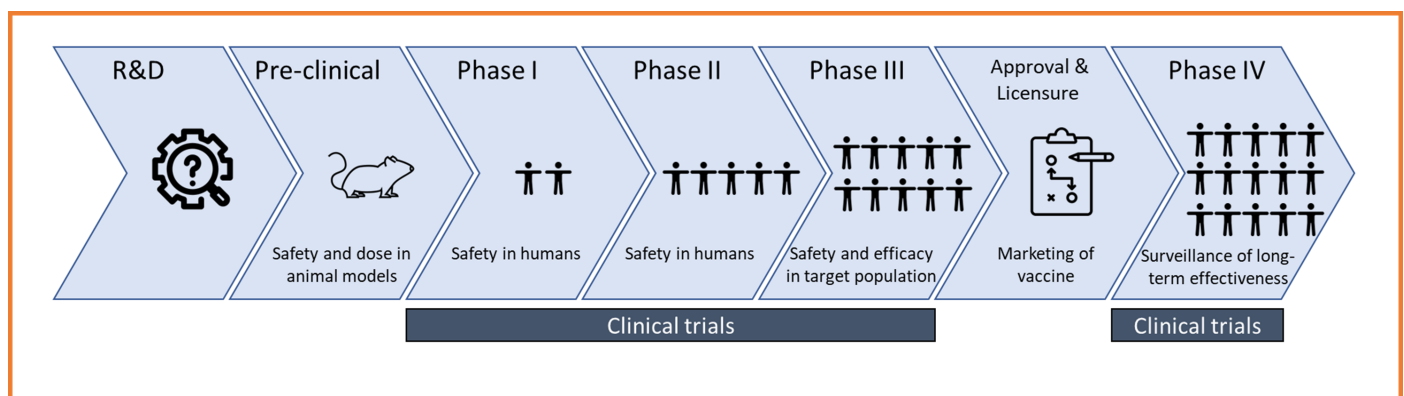 R&D
Pre-clinical
Phase I
Phase II
Phase III
Approval &
Licensure
Phase IV
?
Safety and dose in
animal models
Safety in humans
Safety in humans
Safety and efficacy
in target population
Marketing of
vaccine
Surveillance of long-
term effectiveness
Clinical trials
Clinical trials